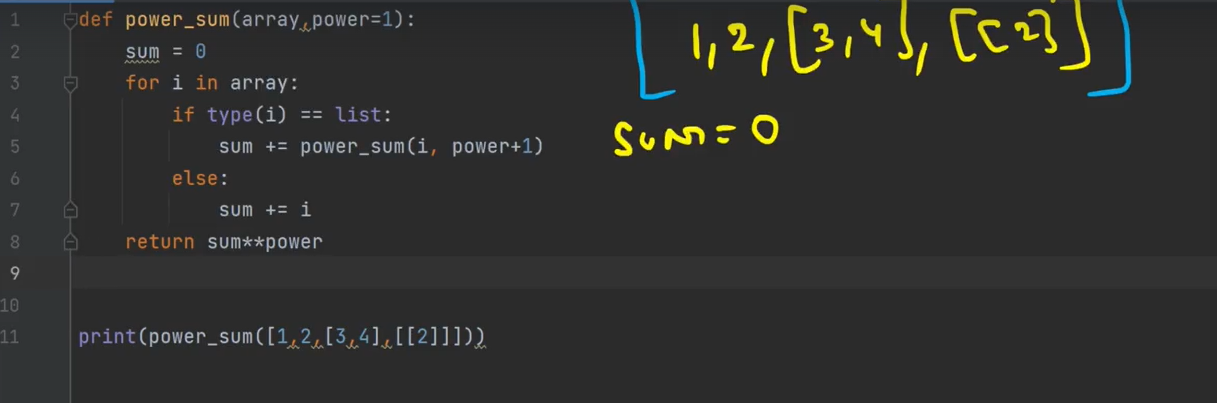 1 def power_sum(array,power=1):
2 sum = 0
3 for i in array:
4 if type(i) == list:
5 sum += power_sum(i, power+1)
6 else:
7 sum += i
8 return sum**power
9
10
11 print(power_sum([1,2,[3,4],[[2]]]))
[1,2,[3,4],[[2]]]
sum=0